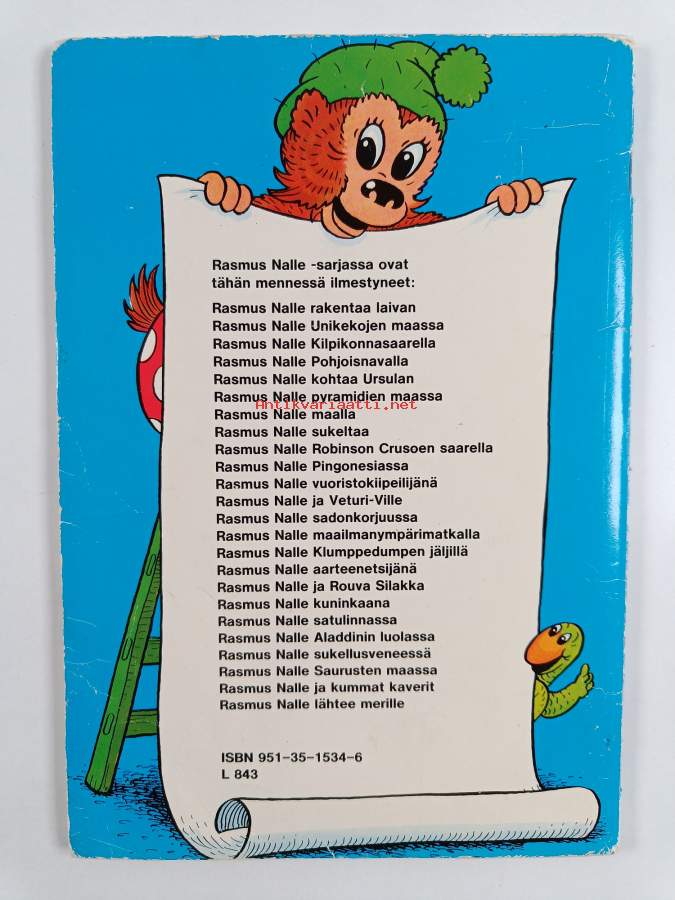 Rasmus Nalle -sarjassa ovat
tähän mennessä ilmestyneet:
Rasmus Nalle rakentaa laivan
Rasmus Nalle Unikekojen maassa
Rasmus Nalle Kilpikonnasaarella
Rasmus Nalle Pohjoisnavalla
Rasmus Nalle kohtaa Ursulan
Rasmus Nalle pyramidien maassa
Antikvariaatti.net
Rasmus Nalle maalla
Rasmus Nalle sukeltaa
Rasmus Nalle Robinson Crusoen saarella
Rasmus Nalle Pingonesiassa
Rasmus Nalle vuoristokiipeilijänä
Rasmus Nalle ja Veturi-Ville
Rasmus Nalle sadonkorjuussa
Rasmus Nalle maailmanympärimatkalla
Rasmus Nalle Klumppedumpen jäljillä
Rasmus Nalle aarteenetsijänä
Rasmus Nalle ja Rouva Silakka
Rasmus Nalle kuninkaana
Rasmus Nalle satulinnassa
Rasmus Nalle Aladdinin luolassa
Rasmus Nalle sukellusveneessä
Rasmus Nalle Saurusten maassa
Rasmus Nalle ja kummat kaverit
Rasmus Nalle lähtee merille
ISBN 951-35-1534-6
L 843